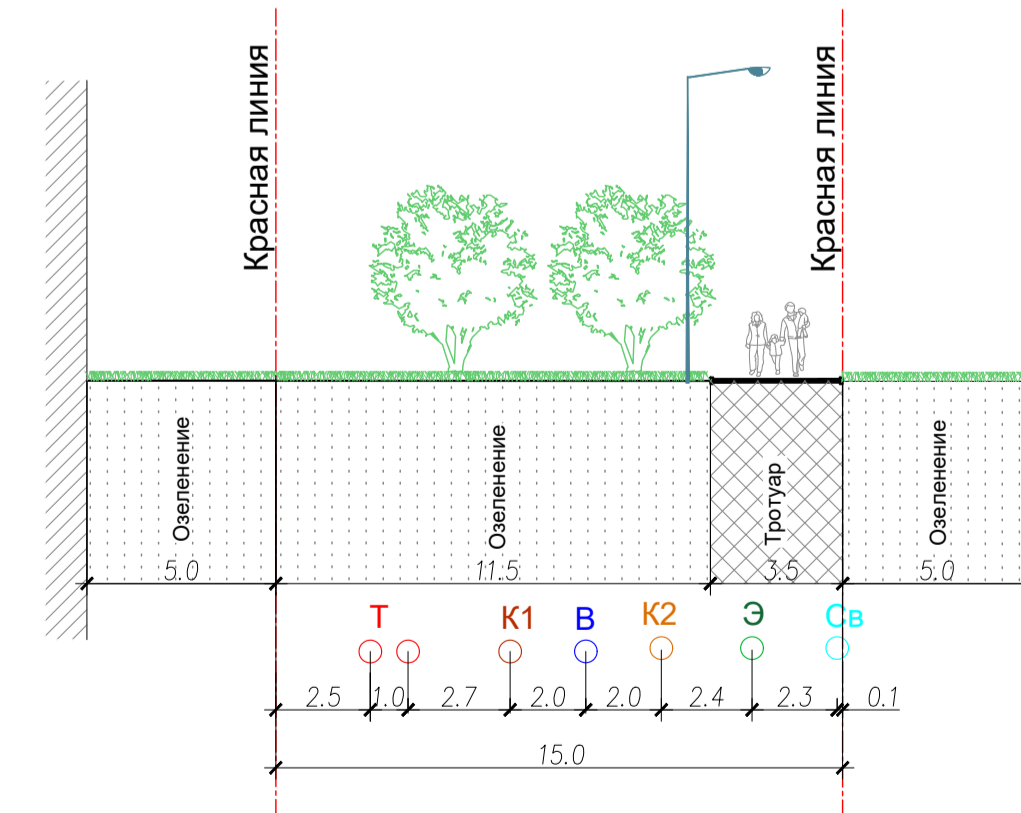 Красная линия
Красная линия
Озеленение
Озеленение
Тротуар
Озеленение
5.0
11.5
3.5
5.0
Т
К1
В
К2
Э
Св
2.5
1.0
2.7
2.0
2.0
2.4
2.3
0.1
15.0